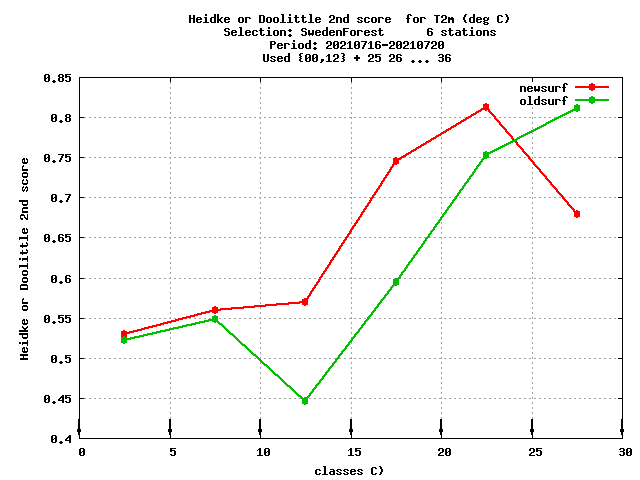 Heidke or Doolittle 2nd score  for T2m (deg C)
Selection: SwedenForest      6 stations
Period: 20210716-20210720
Used {00,12} + 25 26 ... 36
newsurf
oldsurf
Heidke or Doolittle 2nd score
0.85
0.8
0.75
0.7
0.65
0.6
0.55
0.5
0.45
0.4
0 5 10 15 20 25 30
classes C)